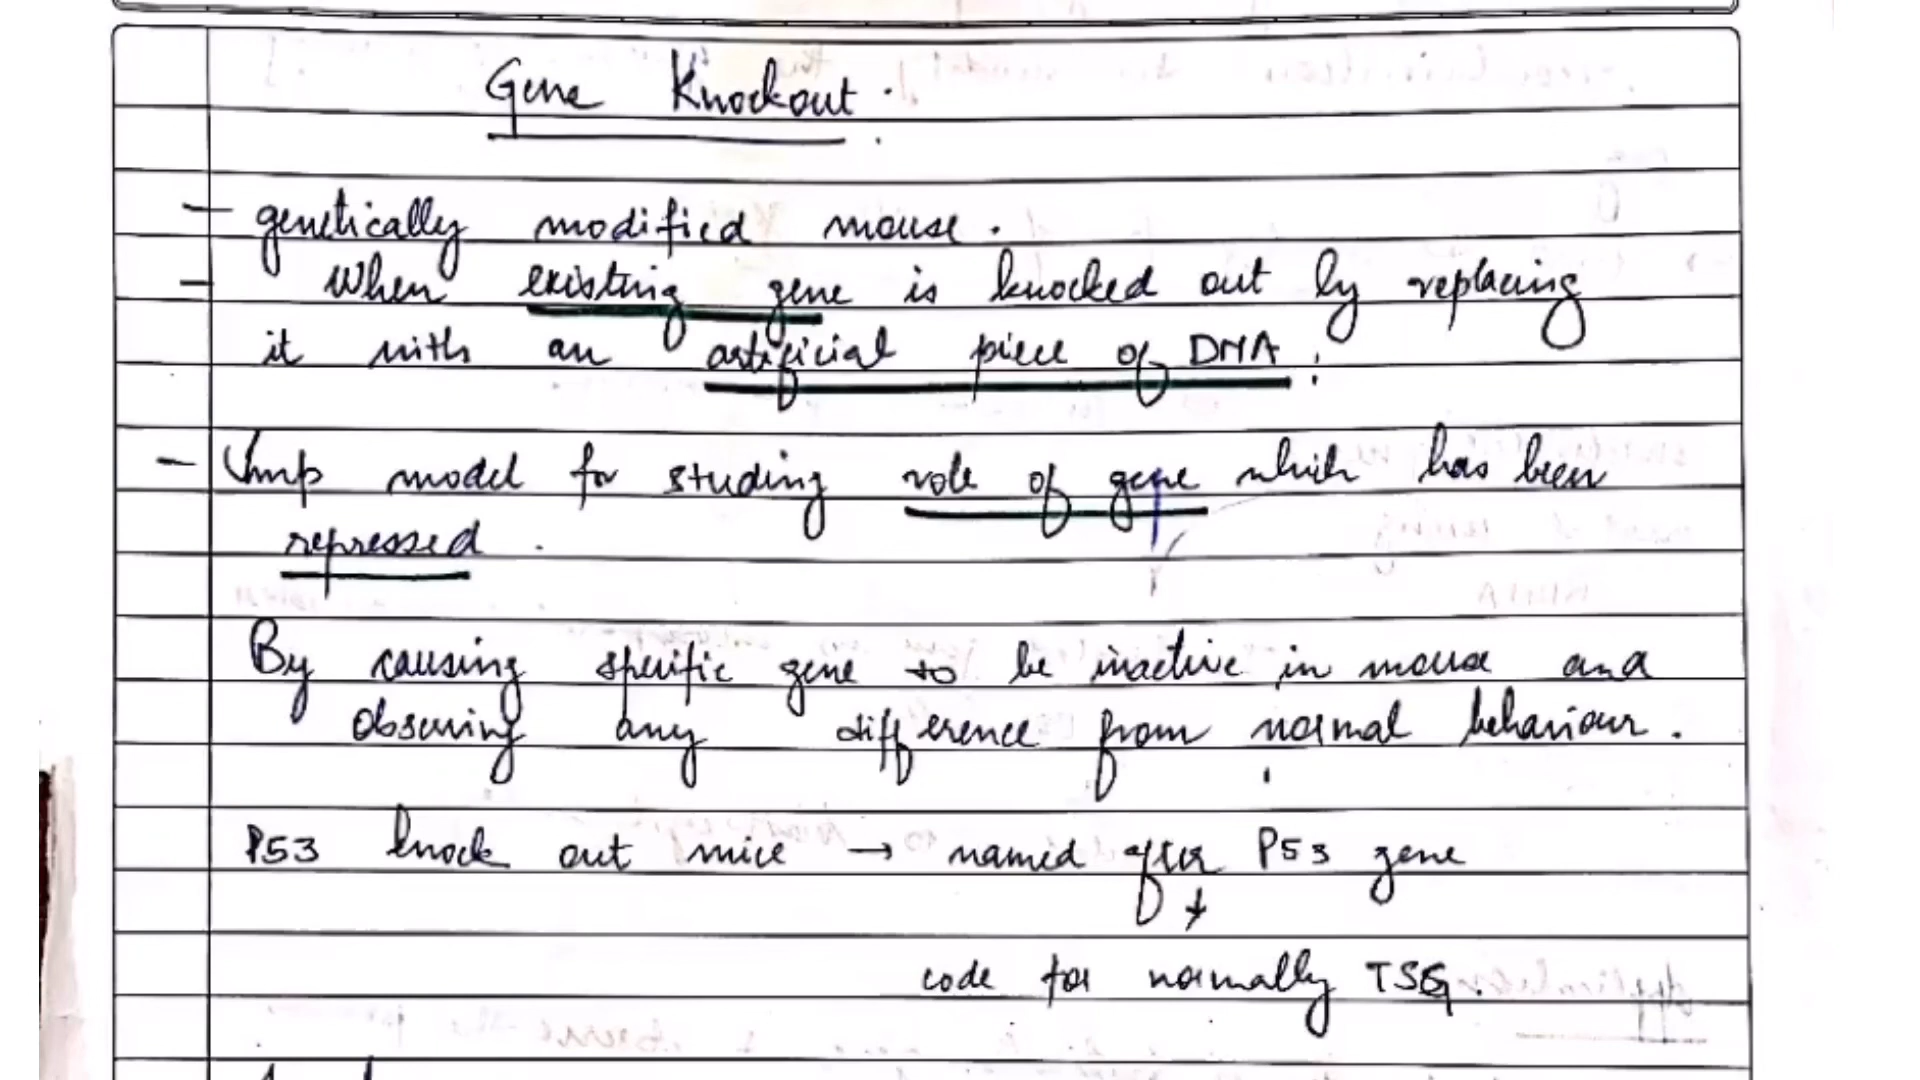 Gene Knockout.
- genetically modified mouse.
- When existing gene is knocked out by replacing
it with an artificial piece of DNA.
- Imp model for studing role of gene which has been
repressed.
By causing specific gene to be inactive in mouse and
observing any difference from normal behaviour.
P53 knock out mice → named after P53 gene
↓
code for normally TSG.